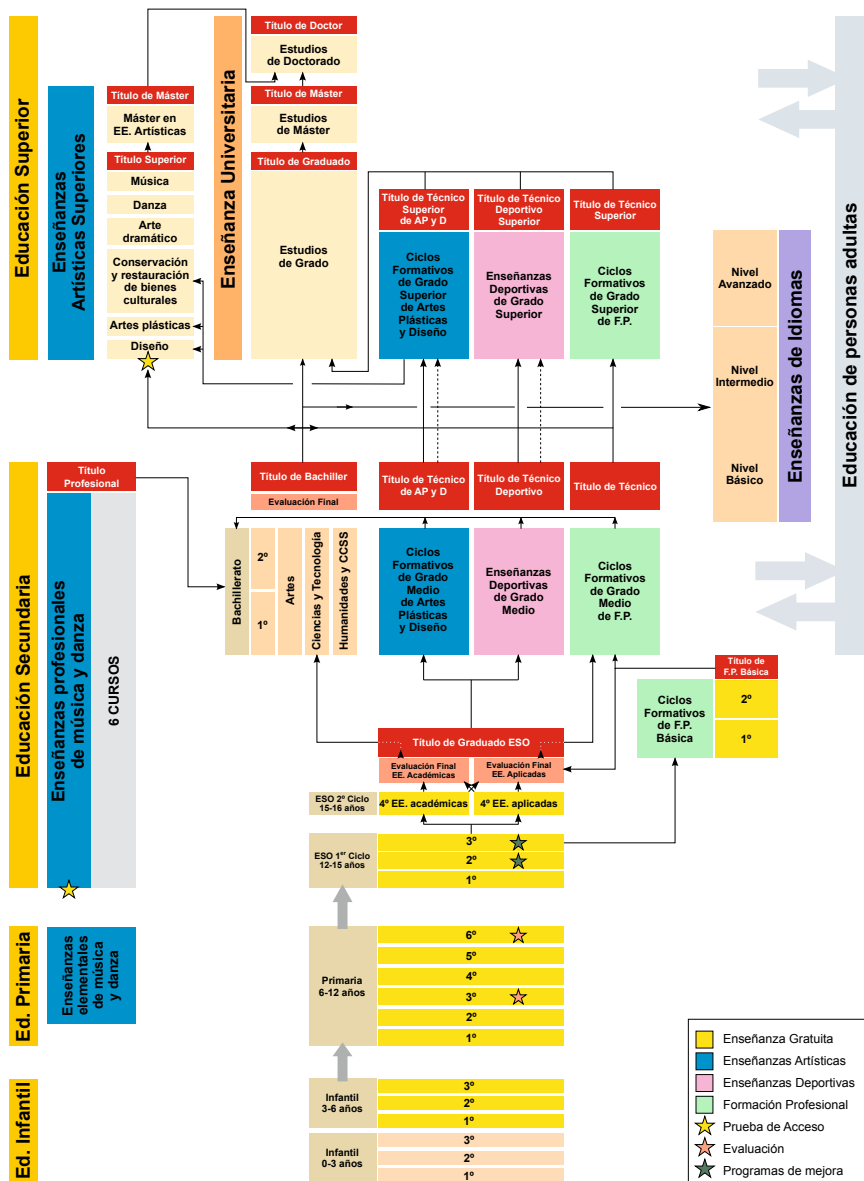 Educación Superior
Enseñanzas
Artísticas Superiores
Título de Máster
Máster en
EE. Artísticas
Título Superior
Música
Danza
Arte
dramático
Conservación
y restauración
de bienes
culturales
Artes plásticas
Diseño
Enseñanza Universitaria
Título de Doctor
Estudios
de Doctorado
Título de Máster
Estudios
de Máster
Título de Graduado
Estudios
de Grado
Título de Técnico
Superior
de AP y D
Ciclos
Formativos
de Grado
Superior
de Artes
Plásticas
y Diseño
Título de Técnico
Deportivo
Superior
Enseñanzas
Deportivas
de Grado
Superior
Título de Técnico
Superior
Ciclos
Formativos
de Grado
Superior
de F.P.
Nivel
Avanzado
Nivel
Intermedio
Nivel
Básico
Enseñanzas de Idiomas
Educación de personas adultas
Educación Secundaria
Título
Profesional
Enseñanzas profesionales
de música y danza
6 CURSOS
Título de Bachiller
Evaluación Final
Bachillerato
2º
1º
Artes
Ciencias y Tecnología
Humanidades y CCSS
Título de Técnico
de AP y D
Ciclos
Formativos
de Grado
Medio
de Artes
Plásticas
y Diseño
Título de Técnico
Deportivo
Enseñanzas
Deportivas
de Grado
Medio
Título de Técnico
Ciclos
Formativos
de Grado
Medio
de F.P.
Título de
F.P. Básica
Ciclos
Formativos
de F.P.
Básica
2º
1º
Título de Graduado ESO
Evaluación Final
EE. Académicas
Evaluación Final
EE. Aplicadas
ESO 2º Ciclo
15-16 años
4º EE. académicas
4º EE. aplicadas
ESO 1er Ciclo
12-15 años
3º
2º
1º
Ed. Primaria
Enseñanzas
elementales
de música
y danza
Primaria
6-12 años
6º
5º
4º
3º
2º
1º
Ed. Infantil
Infantil
3-6 años
3º
2º
1º
Infantil
0-3 años
3º
2º
1º
Enseñanza Gratuita
Enseñanzas Artísticas
Enseñanzas Deportivas
Formación Profesional
Prueba de Acceso
Evaluación
Programas de mejora